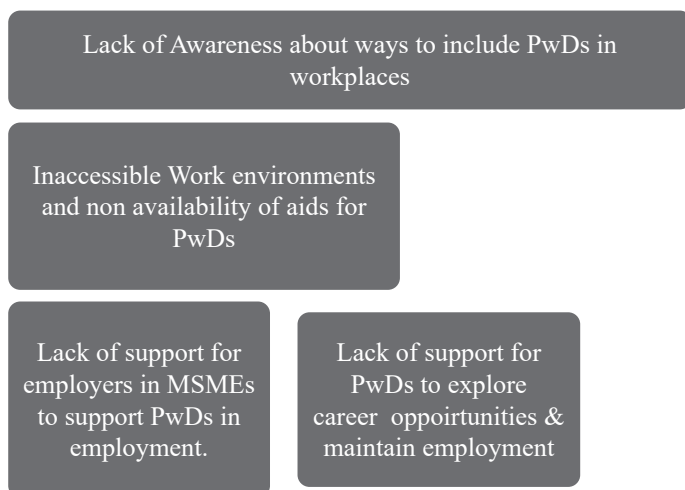 Lack of Awareness about ways to include PwDs in
workplaces
Inaccessible Work environments
and non availability of aids for
PwDs
Lack of support for
employers in MSMEs
to support PwDs in
employment.
Lack of support for
PwDs to explore
career oppoirtunities &
maintain employment